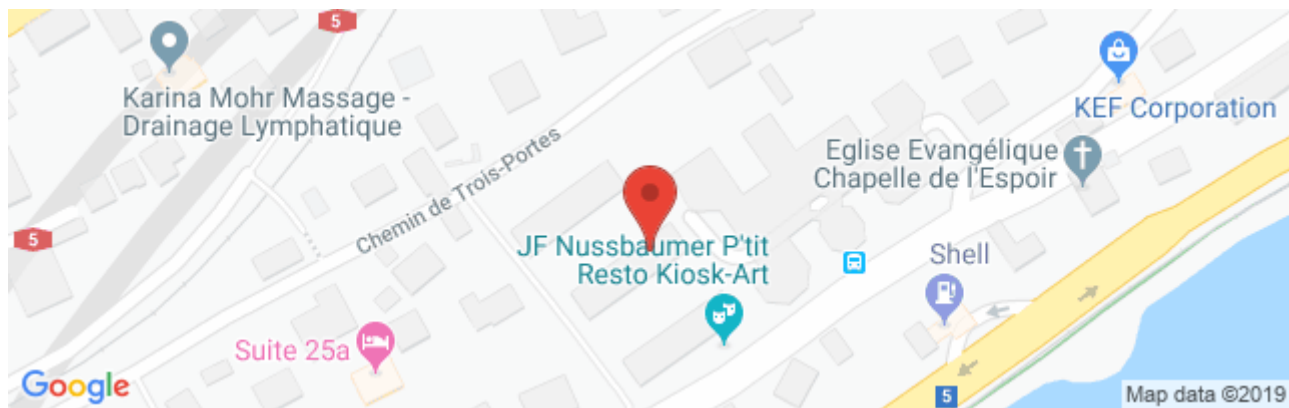 5
5
Karina Mohr Massage -
Drainage Lymphatique
KEF Corporation
Eglise Evangélique
Chapelle de l'Espoir
Chemin de Trois-Portes
5
JF Nussbaumer P'tit
Resto Kiosk-Art
Shell
Suite 25a
Google
5
Map data ©2019